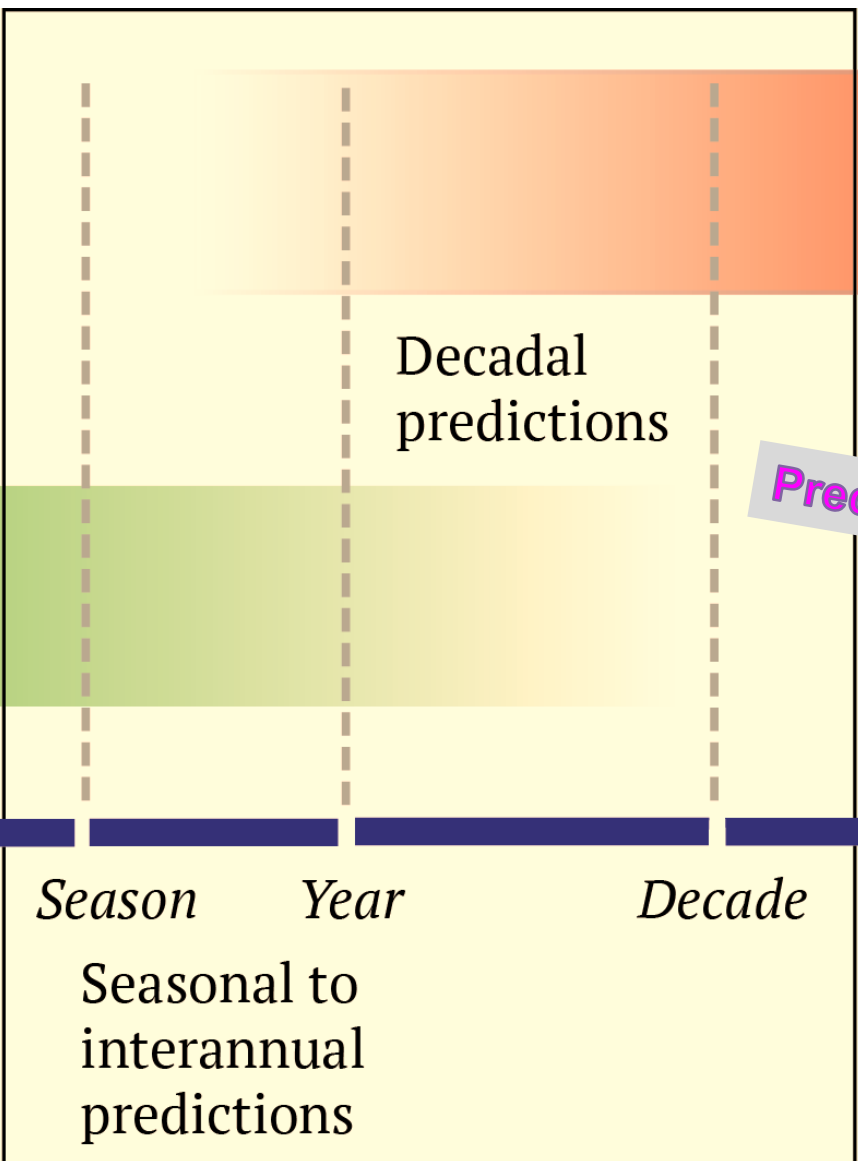 Decadal
predictions
Season Year Decade
Seasonal to
interannual
predictions